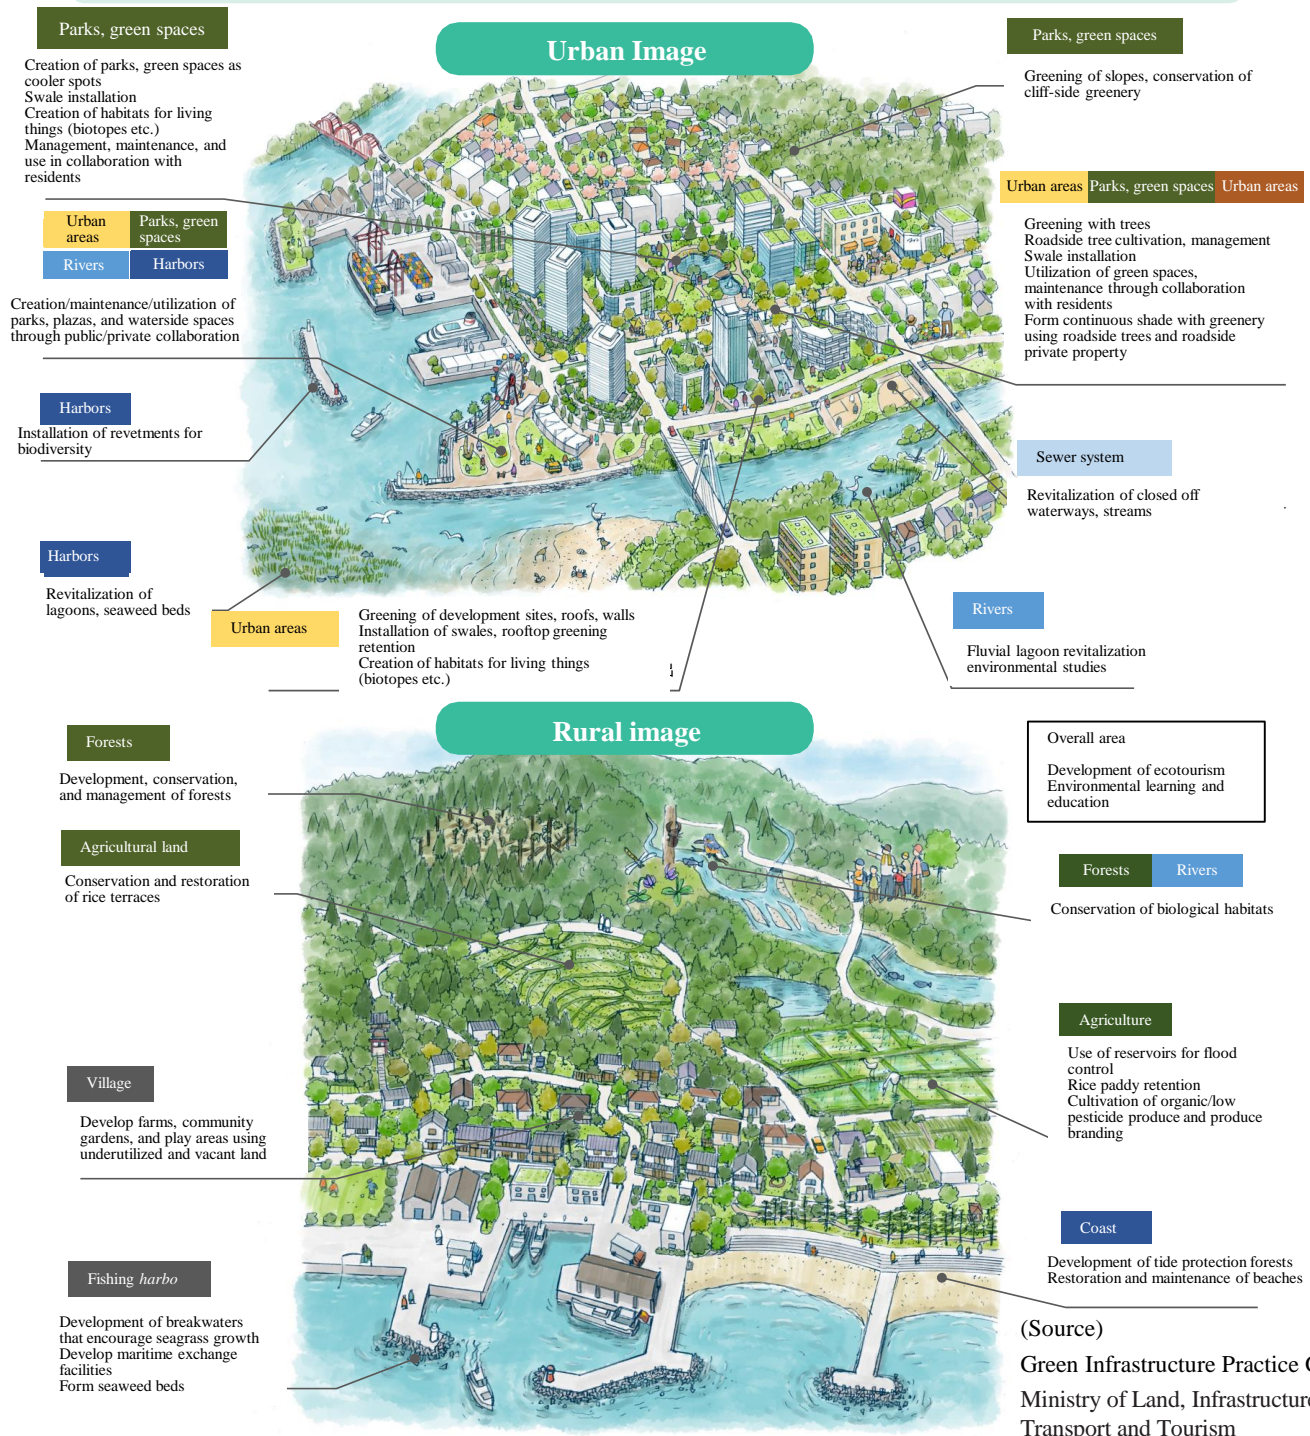 Urban Image
Parks, green spaces
Creation of parks, green spaces as
cooler spots
Swale installation
Creation of habitats for living
things (biotopes etc.)
Management, maintenance, and
use in collaboration with
residents
Urban
areas
Parks, green
spaces
Rivers
Harbors
Creation/maintenance/utilization of
parks, plazas, and waterside spaces
through public/private collaboration
Harbors
Installation of revetments for
biodiversity
Harbors
Revitalization of
lagoons, seaweed beds
Urban areas
Greening of development sites, roofs, walls
Installation of swales, rooftop greening
retention
Creation of habitats for living things
(biotopes etc.)
Parks, green spaces
Greening of slopes, conservation of
cliff-side greenery
Urban areas
Parks, green spaces
Urban areas
Greening with trees
Roadside tree cultivation, management
Swale installation
Utilization of green spaces,
maintenance through collaboration
with residents
Form continuous shade with greenery
using roadside trees and roadside
private property
Sewer system
Revitalization of closed off
waterways, streams
Rivers
Fluvial lagoon revitalization
environmental studies
Rural image
Forests
Development, conservation,
and management of forests
Agricultural land
Conservation and restoration
of rice terraces
Village
Develop farms, community
gardens, and play areas using
underutilized and vacant land
Fishing harbo
Development of breakwaters
that encourage seagrass growth
Develop maritime exchange
facilities
Form seaweed beds
Overall area
Development of ecotourism
Environmental learning and
education
Forests
Rivers
Conservation of biological habitats
Agriculture
Use of reservoirs for flood
control
Rice paddy retention
Cultivation of organic/low
pesticide produce and produce
branding
Coast
Development of tide protection forests
Restoration and maintenance of beaches
(Source)
Green Infrastructure Practice
Ministry of Land, Infrastructure
Transport and Tourism